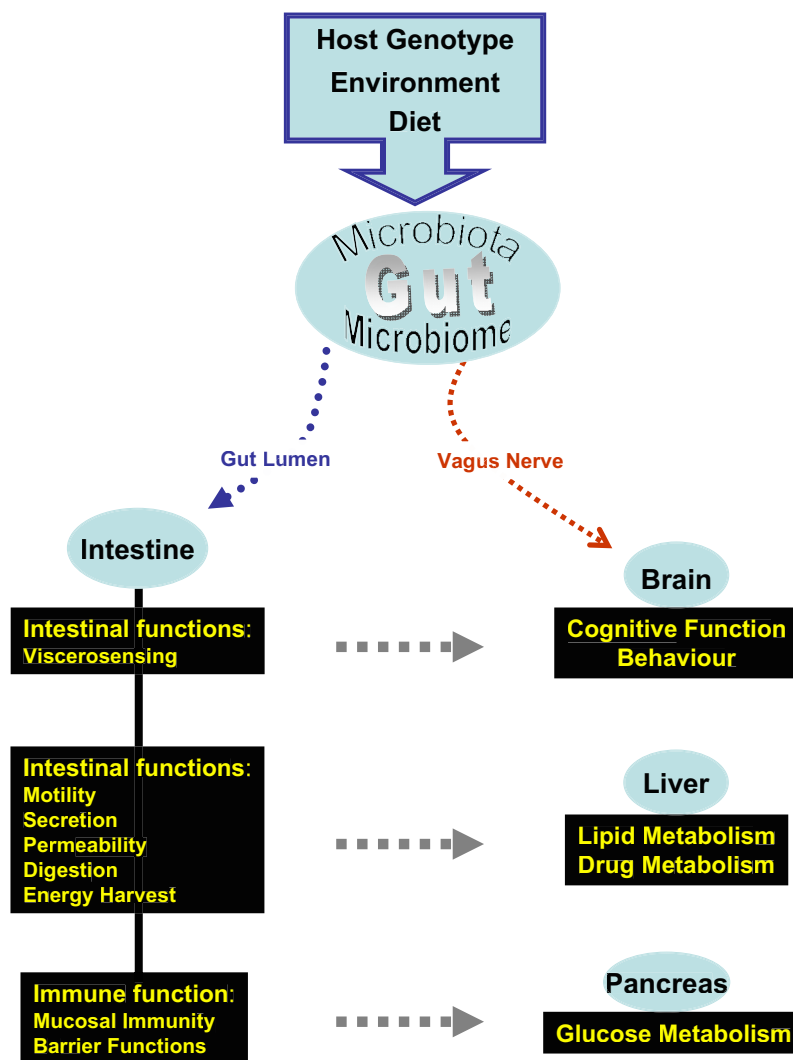 Host Genotype
Environment
Diet
Microbiota
Gut
Microbiome
Gut Lumen
Vagus Nerve
Intestine
Brain
Intestinal functions:
Viscerosensing
Cognitive Function
Behaviour
Intestinal functions:
Motility
Secretion
Permeability
Digestion
Energy Harvest
Liver
Lipid Metabolism
Drug Metabolism
Immune function:
Mucosal Immunity
Barrier Functions
Pancreas
Glucose Metabolism